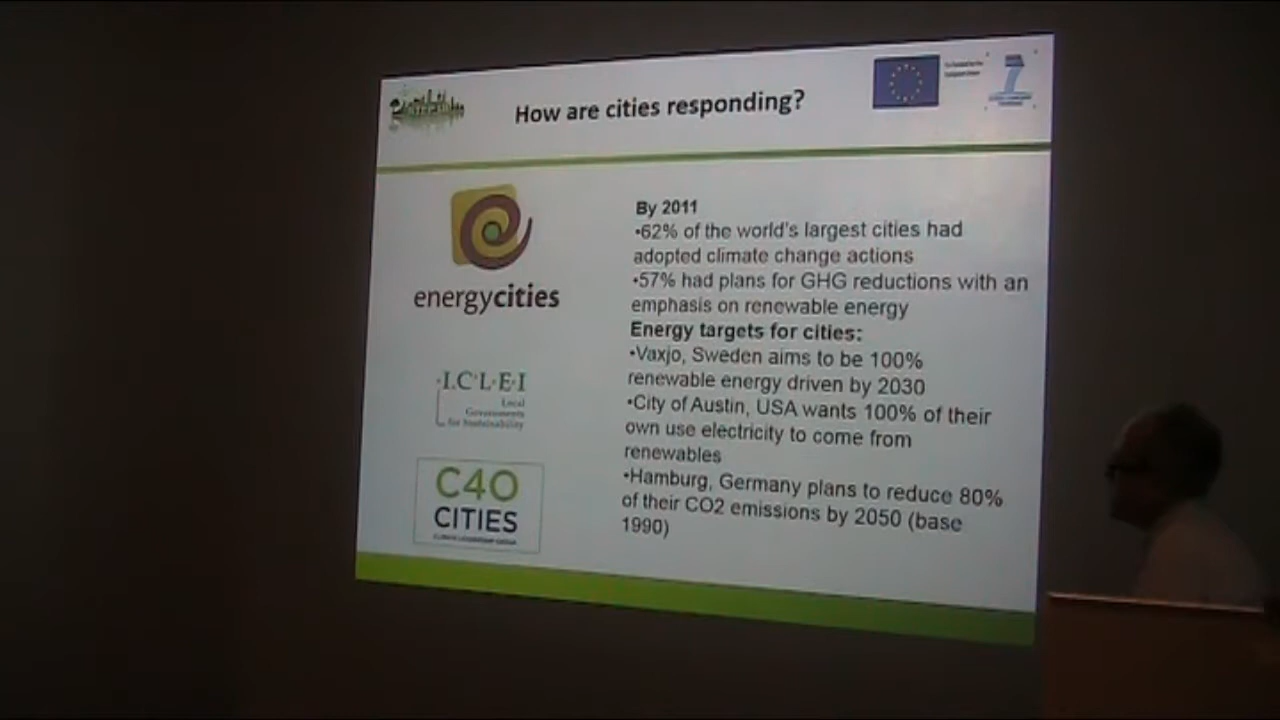 How are cities responding?
By 2011
•62% of the world's largest cities had
adopted climate change actions
•57% had plans for GHG reductions with an
emphasis on renewable energy
Energy targets for cities:
•Vaxjo, Sweden aims to be 100%
renewable energy driven by 2030
•City of Austin, USA wants 100% of their
own use electricity to come from
renewables
•Hamburg, Germany plans to reduce 80%
of their CO2 emissions by 2050 (base
1990)
energycities
·I.C·L·E·I
Local
Governments
for Sustainability
C40
CITIES